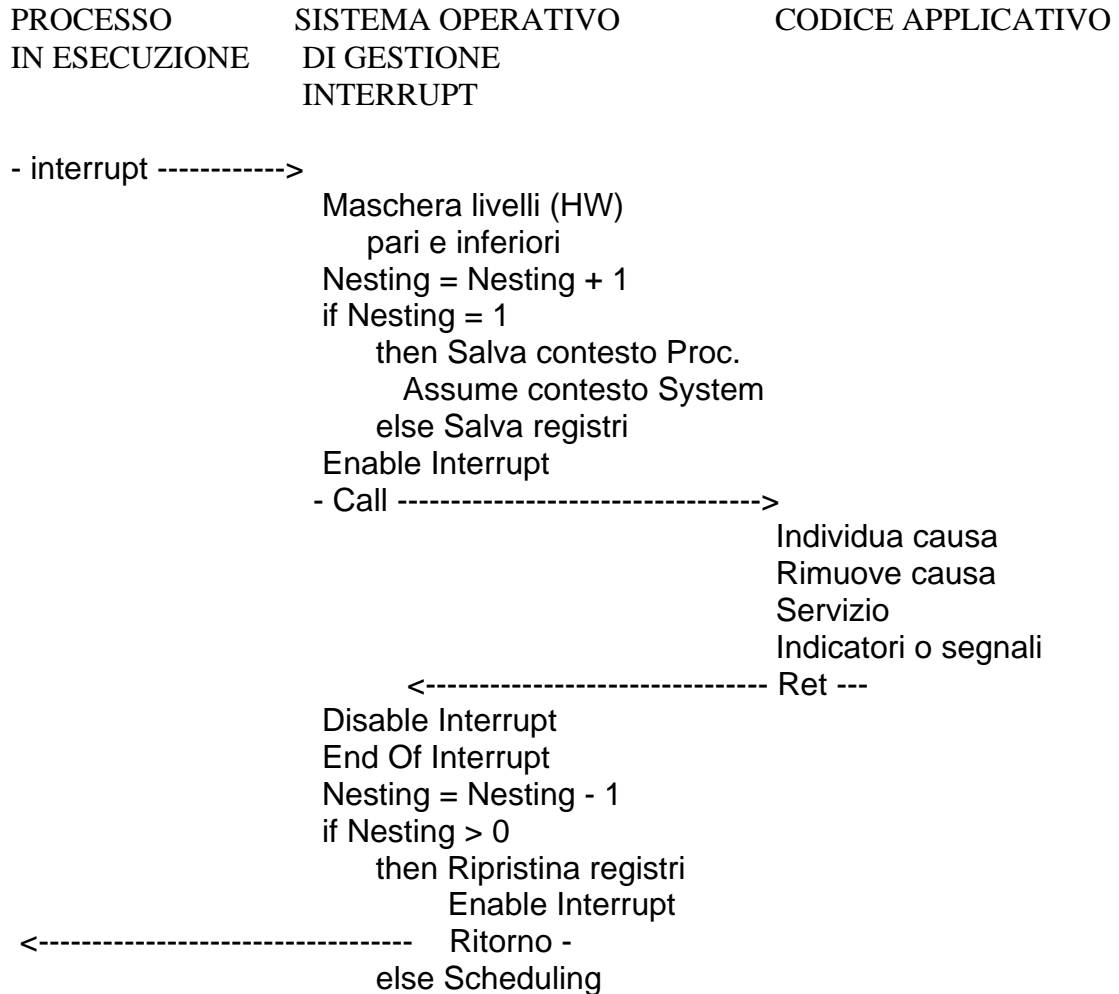 PROCESSO SISTEMA OPERATIVO CODICE APPLICATIVO
IN ESECUZIONE DI GESTIONE
INTERRUPT
- interrupt ------------>
Maschera livelli (HW)
pari e inferiori
Nesting = Nesting + 1
if Nesting = 1
then Salva contesto Proc.
Assume contesto System
else Salva registri
Enable Interrupt
- Call ---------------------------------->
Individua causa
Rimuove causa
Servizio
Indicatori o segnali
<-------------------------------- Ret ---
Disable Interrupt
End Of Interrupt
Nesting = Nesting - 1
if Nesting > 0
then Ripristina registri
Enable Interrupt
<----------------------------------- Ritorno -
else Scheduling